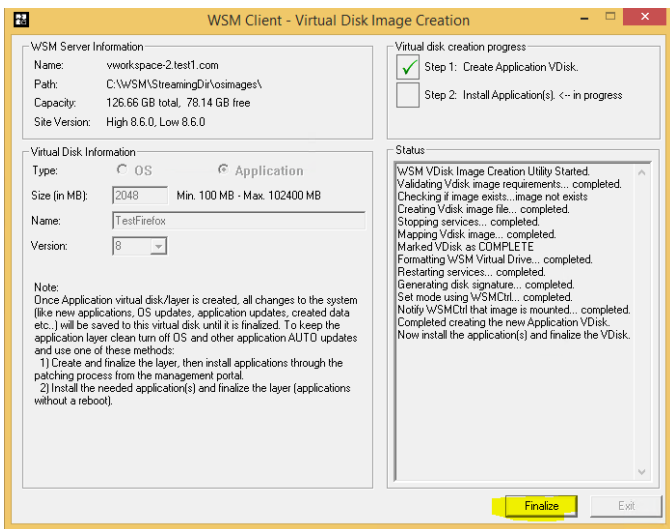 WSM Client - Virtual Disk Image Creation
WSM Server Information
Name: vworkspace-2.test1.com
Path: C:\WSM\StreamingDir\osimages\
Capacity: 126.66 GB total, 78.14 GB free
Site Version: High 8.6.0, Low 8.6.0
Virtual disk creation progress
Step 1: Create Application VDisk.
Step 2: Install Application(s). <-- in progress
Virtual Disk Information
Type: OS Application
Size (in MB): 2048 Min. 100 MB - Max. 102400 MB
Name: TestFirefox
Version: 8
Note:
Once Application virtual disk/layer is created, all changes to the system
(like new applications, OS updates, application updates, created data
etc..) will be saved to this virtual disk until it is finalized. To keep the
application layer clean turn off OS and other application AUTO updates
and use one of these methods:
1) Create and finalize the layer, then install applications through the
patching process from the management portal.
2) Install the needed application(s) and finalize the layer (applications
without a reboot).
Status
WSM VDisk Image Creation Utility Started.
Validating Vdisk image requirements... completed.
Checking if image exists...image not exists
Creating Vdisk image file... completed.
Stopping services... completed.
Mapping Vdisk image... completed.
Marked VDisk as COMPLETE
Formatting WSM Virtual Drive... completed.
Restarting services... completed.
Generating disk signature... completed.
Set mode using WSMCtrl... completed.
Notify WSMCtrl that image is mounted... completed.
Completed creating the new Application VDisk.
Now install the application(s) and finalize the VDisk.
Finalize
Exit